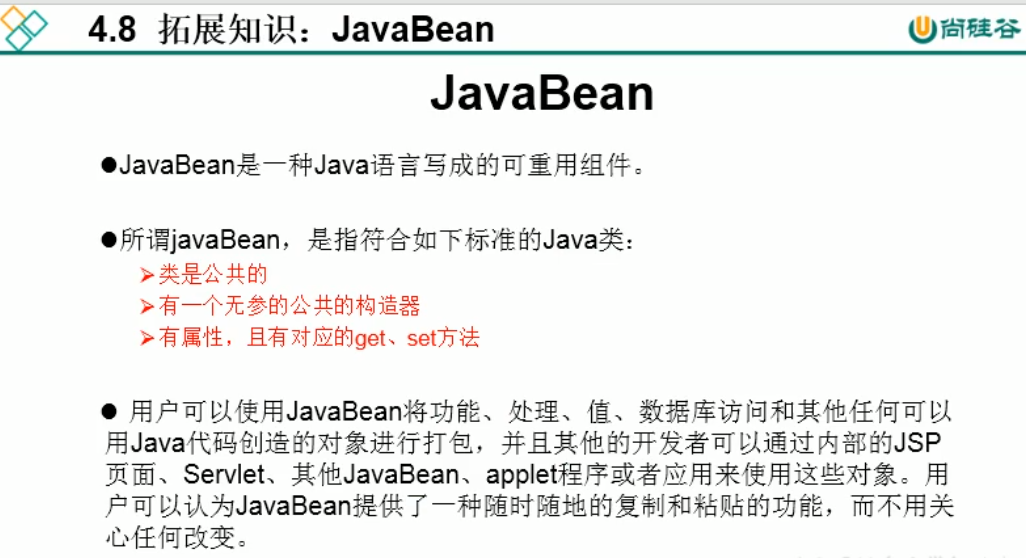 4.8 拓展知识：JavaBean
尚硅谷
JavaBean
●JavaBean是一种Java语言写成的可重用组件。
●所谓javaBean，是指符合如下标准的Java类：
➢类是公共的
➢有一个无参的公共的构造器
➢有属性，且有对应的get、set方法
● 用户可以使用JavaBean将功能、处理、值、数据库访问和其他任何可以
用Java代码创造的对象进行打包，并且其他的开发者可以通过内部的JSP
页面、Servlet、其他JavaBean、applet程序或者应用来使用这些对象。用
户可以认为JavaBean提供了一种随时随地的复制和粘贴的功能，而不用关
心任何改变。